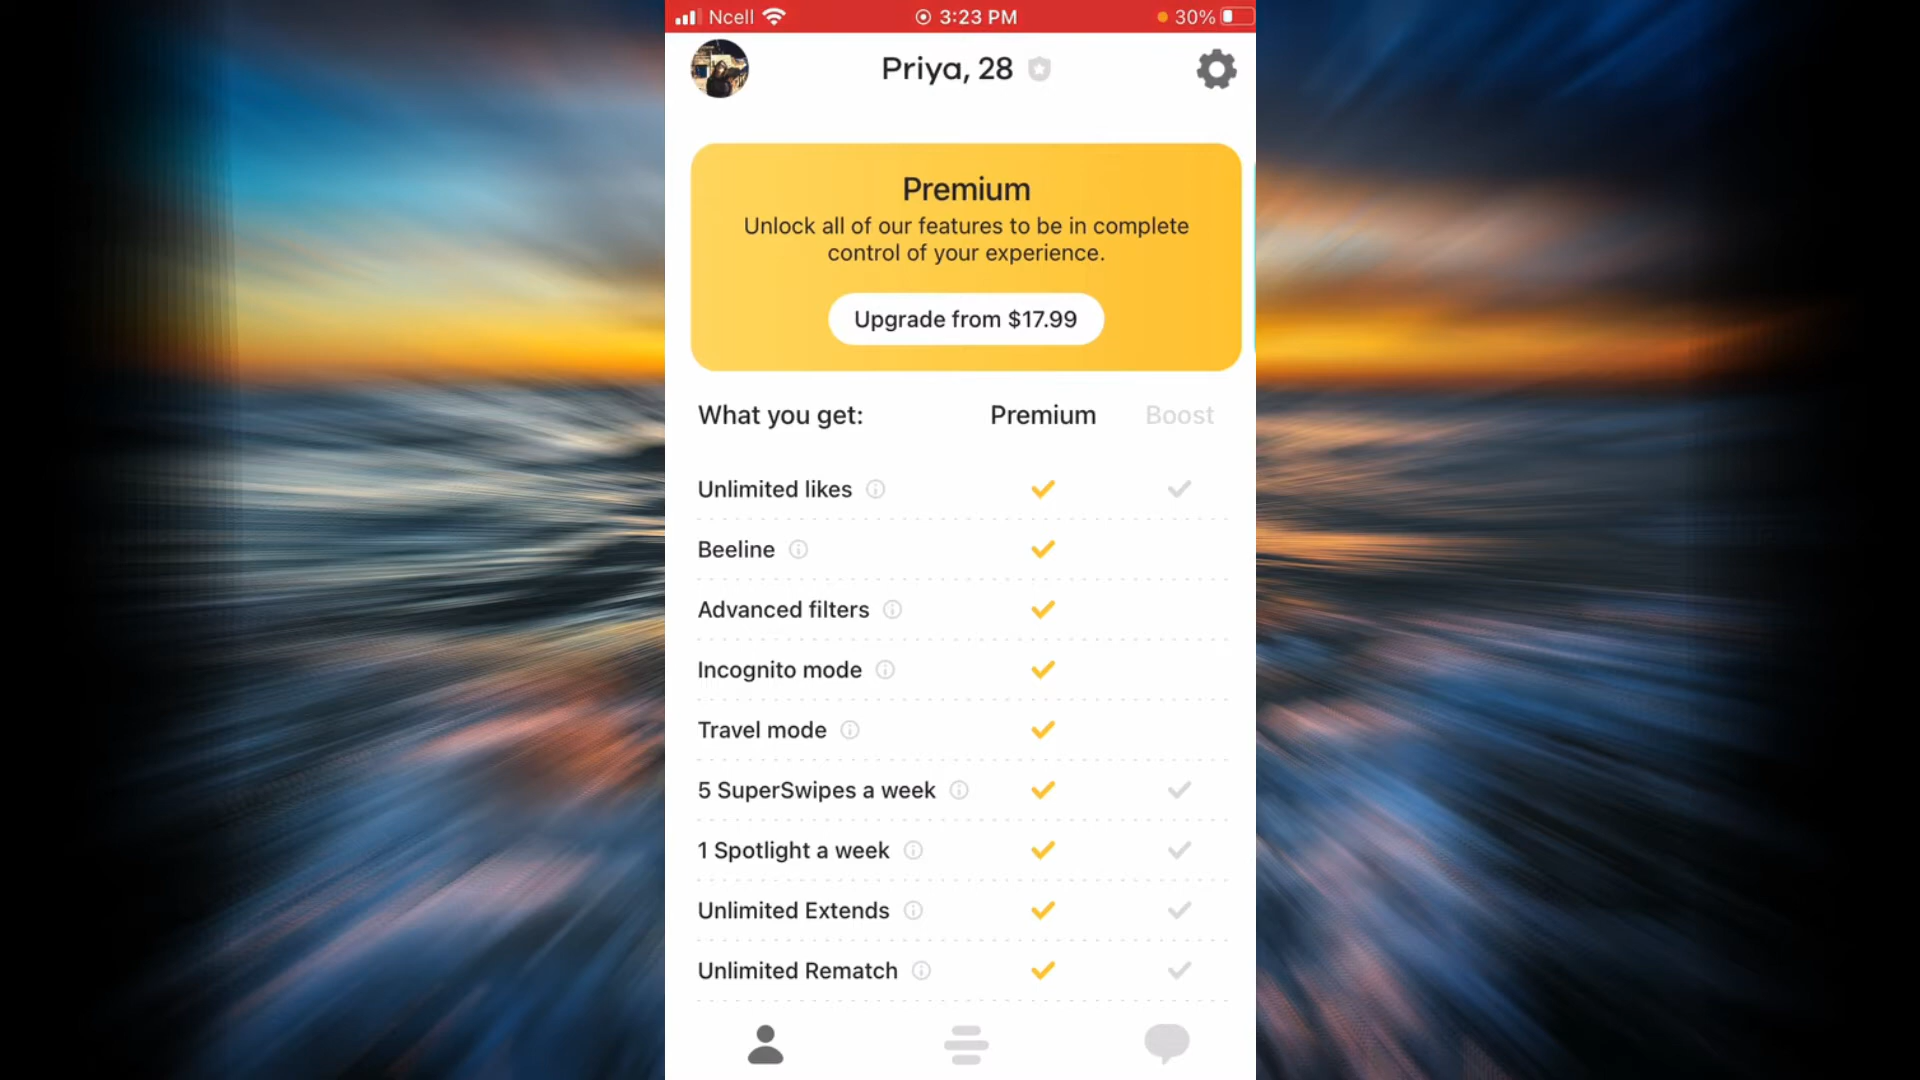 Ncell 3:23 PM 30%
Priya, 28
Premium
Unlock all of our features to be in complete
control of your experience.
Upgrade from $17.99
What you get: Premium Boost
Unlimited likes
Beeline
Advanced filters
Incognito mode
Travel mode
5 SuperSwipes a week
1 Spotlight a week
Unlimited Extends
Unlimited Rematch